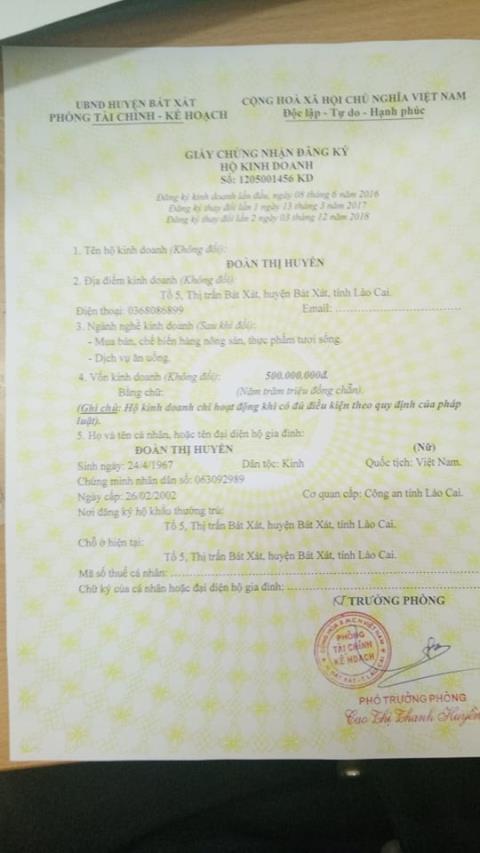 UBND HUYỆN BÁT XÁT
PHÒNG TÀI CHÍNH - KẾ HOẠCH
CỘNG HOÀ XÃ HỘI CHỦ NGHĨA VIỆT NAM
Độc lập - Tự do - Hạnh phúc
GIẤY CHỨNG NHẬN ĐĂNG KÝ
HỘ KINH DOANH
Số: 1205001456 KD
Đăng ký kinh doanh lần đầu, ngày 08 tháng 6 năm 2016
Đăng ký thay đổi lần 1 ngày 13 tháng 3 năm 2017
Đăng ký thay đổi lần 2 ngày 03 tháng 12 năm 2018
1. Tên hộ kinh doanh (Không đổi):
ĐOÀN THỊ HUYÊN
2. Địa điểm kinh doanh (Không đổi)
Tổ 5, Thị trấn Bát Xát, huyện Bát Xát, tỉnh Lào Cai.
Điện thoại: 0368086899 Email: ........................
3. Ngành nghề kinh doanh (Sau khi đổi):
- Mua bán, chế biến hàng nông sản, thực phẩm tươi sống.
- Dịch vụ ăn uống.
4. Vốn kinh doanh (Không đổi): 500.000.000đ.
Bằng chữ: (Năm trăm triệu đồng chẵn).
(Ghi chú: Hộ kinh doanh chỉ hoạt động khi có đủ điều kiện theo quy định của pháp
luật).
5. Họ và tên cá nhân, hoặc tên đại diện hộ gia đình:
ĐOÀN THỊ HUYÊN (Nữ)
Sinh ngày: 24/4/1967 Dân tộc: Kinh Quốc tịch: Việt Nam.
Chứng minh nhân dân số: 063092989
Ngày cấp: 26/02/2002 Cơ quan cấp: Công an tỉnh Lào Cai.
Nơi đăng ký hộ khẩu thường trú:
Tổ 5, Thị trấn Bát Xát, huyện Bát Xát, tỉnh Lào Cai.
Chỗ ở hiện tại:
Tổ 5, Thị trấn Bát Xát, huyện Bát Xát, tỉnh Lào Cai.
Mã số thuế cá nhân: ........................
Chữ ký của cá nhân hoặc đại diện hộ gia đình: ........................
KT TRƯỞNG PHÒNG
PHÒNG
TÀI CHÍNH
KẾ HOẠCH
PHÓ TRƯỞNG PHÒNG
Cao Thị Thanh Huyền